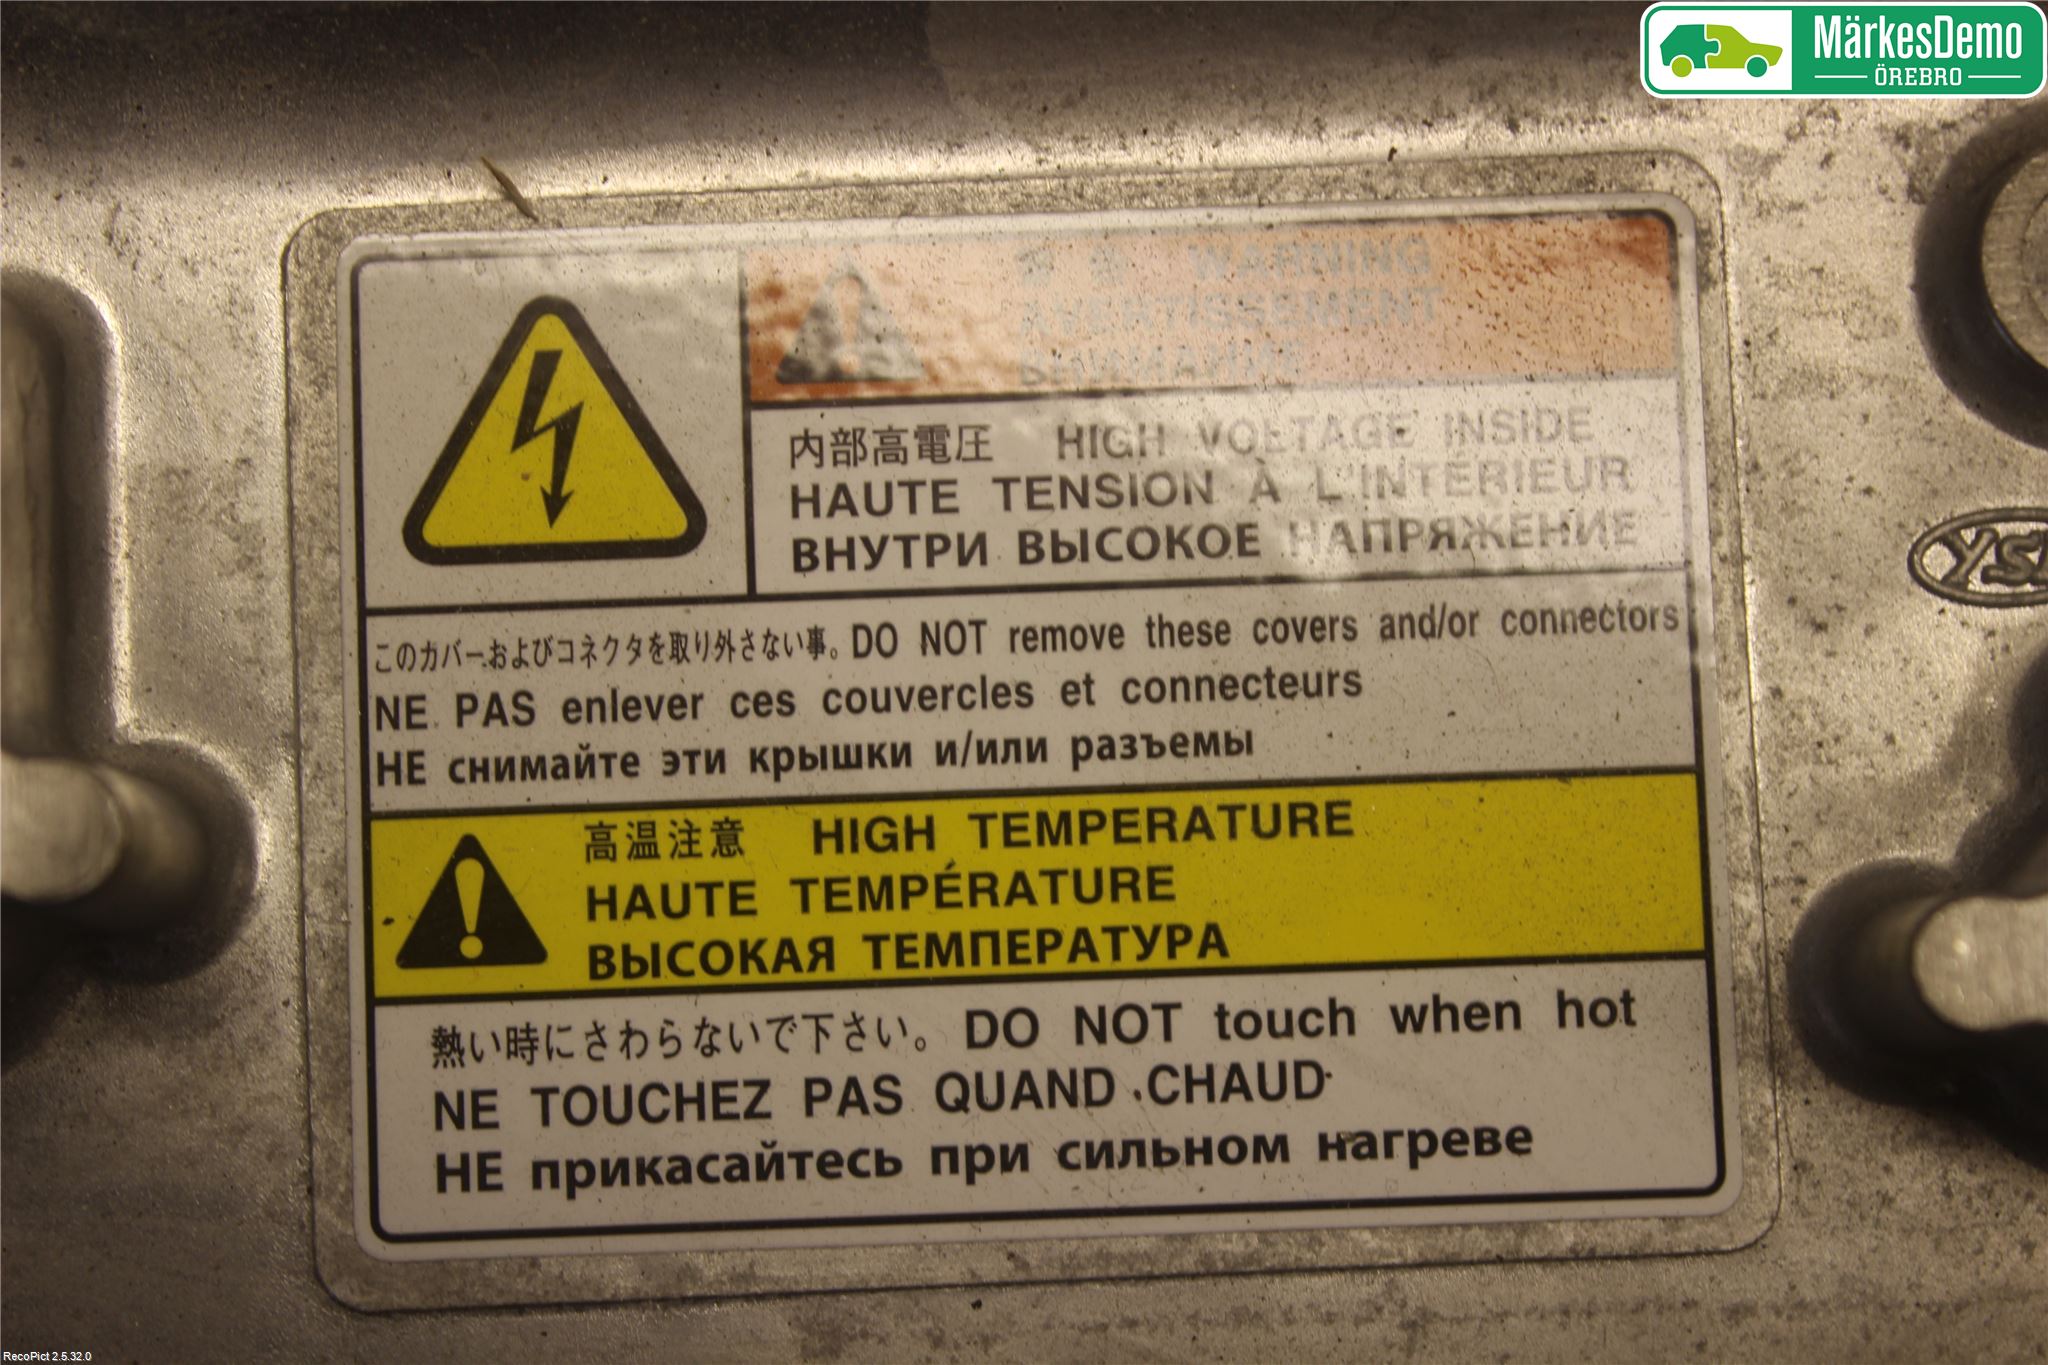 MärkesDemo
ÖREBRO
警 告 WARNING
AVERTISSEMENT
ВНИМАНИЕ
内部高電圧 HIGH VOLTAGE INSIDE
HAUTE TENSION À L'INTÉRIEUR
ВНУТРИ ВЫСОКОЕ НАПРЯЖЕНИЕ
このカバーおよびコネクタを取り外さない事。DO NOT remove these covers and/or connectors
NE PAS enlever ces couvercles et connecteurs
НЕ снимайте эти крышки и/или разъемы
高温注意 HIGH TEMPERATURE
HAUTE TEMPÉRATURE
ВЫСОКАЯ ТЕМПЕРАТУРА
熱い時にさわらないで下さい。DO NOT touch when hot
NE TOUCHEZ PAS QUAND CHAUD
НЕ прикасайтесь при сильном нагреве
RecoPict 2.5.32.0